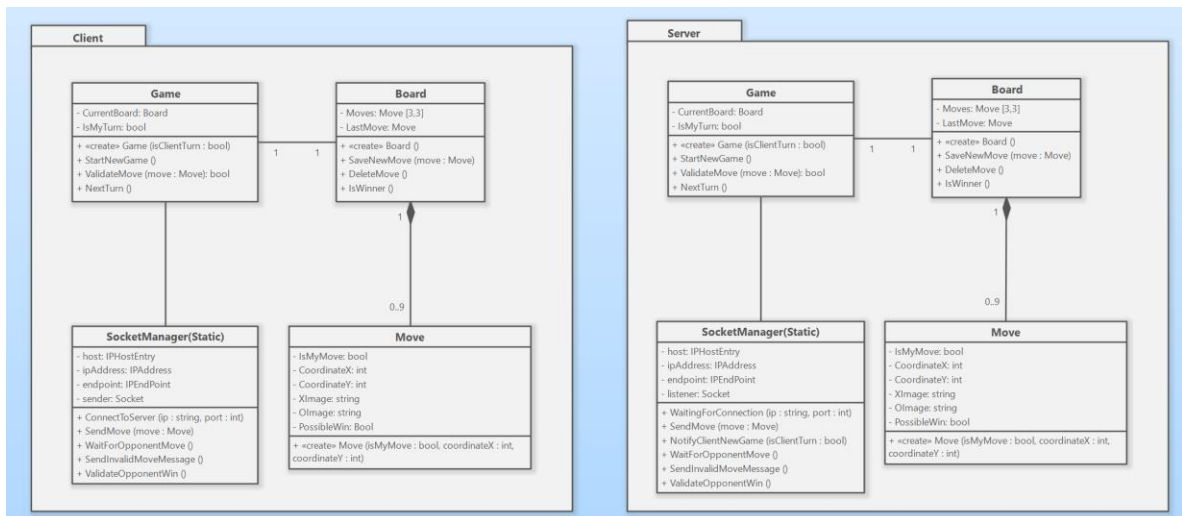 Client
Game
- CurrentBoard: Board
- IsMyTurn: bool
+ «create» Game (isClientTurn : bool)
+ StartNewGame ()
+ ValidateMove (move : Move): bool
+ NextTurn ()
1
1
Board
- Moves: Move [3,3]
- LastMove: Move
+ «create» Board ()
+ SaveNewMove (move : Move)
+ DeleteMove ()
+ IsWinner ()
1
0..9
SocketManager(Static)
- host: IPHostEntry
- ipAddress: IPAddress
- endpoint: IPEndPoint
- sender: Socket
+ ConnectToServer (ip : string, port : int)
+ SendMove (move : Move)
+ WaitForOpponentMove ()
+ SendInvalidMoveMessage ()
+ ValidateOpponentWin ()
Move
- IsMyMove: bool
- CoordinateX: int
- CoordinateY: int
- XImage: string
- OImage: string
- PossibleWin: Bool
+ «create» Move (isMyMove : bool, coordinateX : int,
coordinateY : int)
Server
Game
- CurrentBoard: Board
- IsMyTurn: bool
+ «create» Game (isClientTurn : bool)
+ StartNewGame ()
+ ValidateMove (move : Move): bool
+ NextTurn ()
1
1
Board
- Moves: Move [3,3]
- LastMove: Move
+ «create» Board ()
+ SaveNewMove (move : Move)
+ DeleteMove ()
+ IsWinner ()
1
0..9
SocketManager(Static)
- host: IPHostEntry
- ipAddress: IPAddress
- endpoint: IPEndPoint
- listener: Socket
+ WaitingForConnection (ip : string, port : int)
+ SendMove (move : Move)
+ NotifyClientNewGame (isClientTurn : bool)
+ WaitForOpponentMove ()
+ SendInvalidMoveMessage ()
+ ValidateOpponentWin ()
Move
- IsMyMove: bool
- CoordinateX: int
- CoordinateY: int
- XImage: string
- OImage: string
- PossibleWin: bool
+ «create» Move (isMyMove : bool, coordinateX : int,
coordinateY : int)